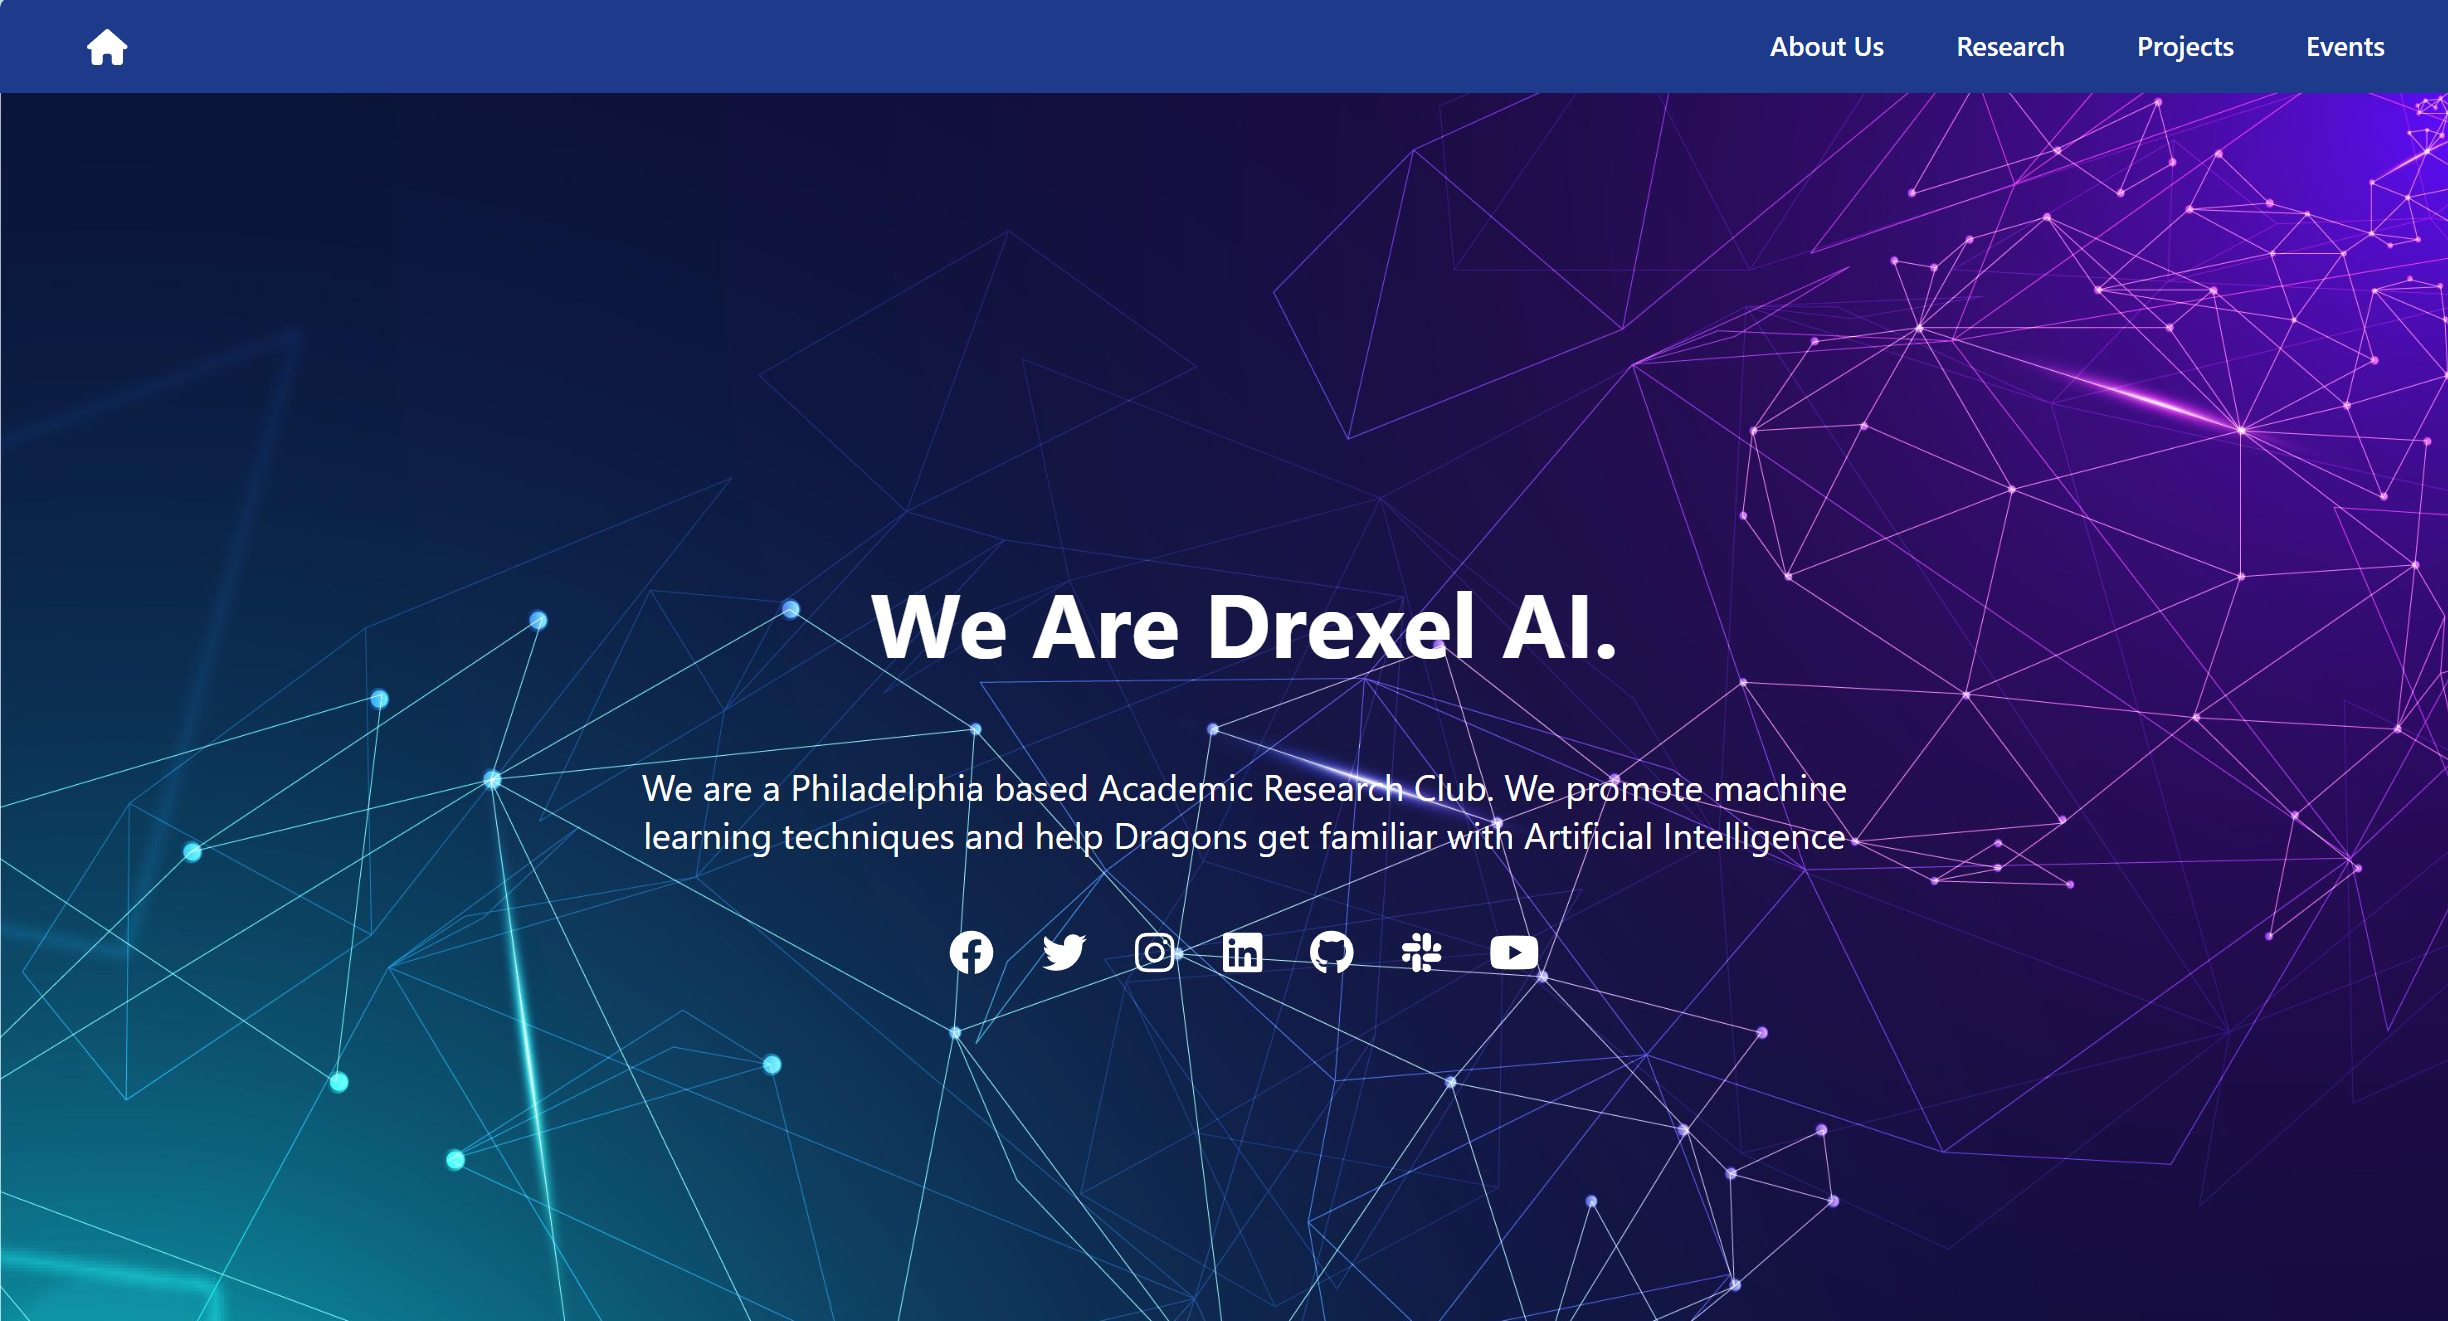 About Us
Research
Projects
Events
We Are Drexel AI.
We are a Philadelphia based Academic Research Club. We promote machine
learning techniques and help Dragons get familiar with Artificial Intelligence